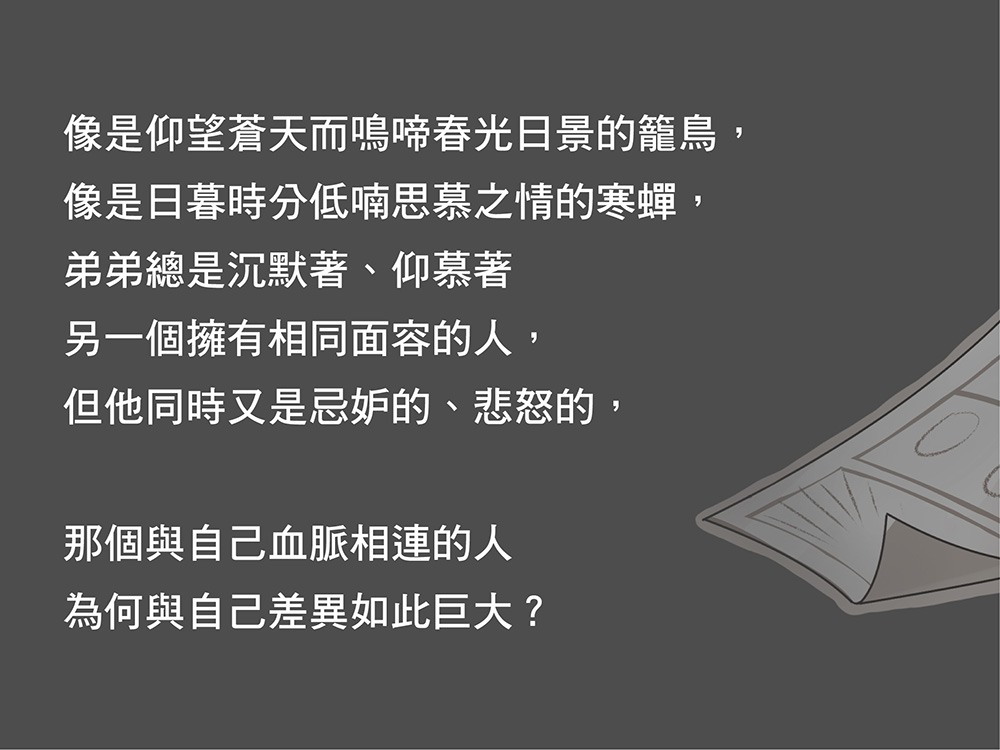 像是仰望蒼天而鳴啼春光日景的籠鳥，
像是日暮時分低喃思慕之情的寒蟬，
弟弟總是沉默著、仰慕著
另一個擁有相同面容的人，
但他同時又是忌妒的、悲怒的，
那個與自己血脈相連的人
為何與自己差異如此巨大？